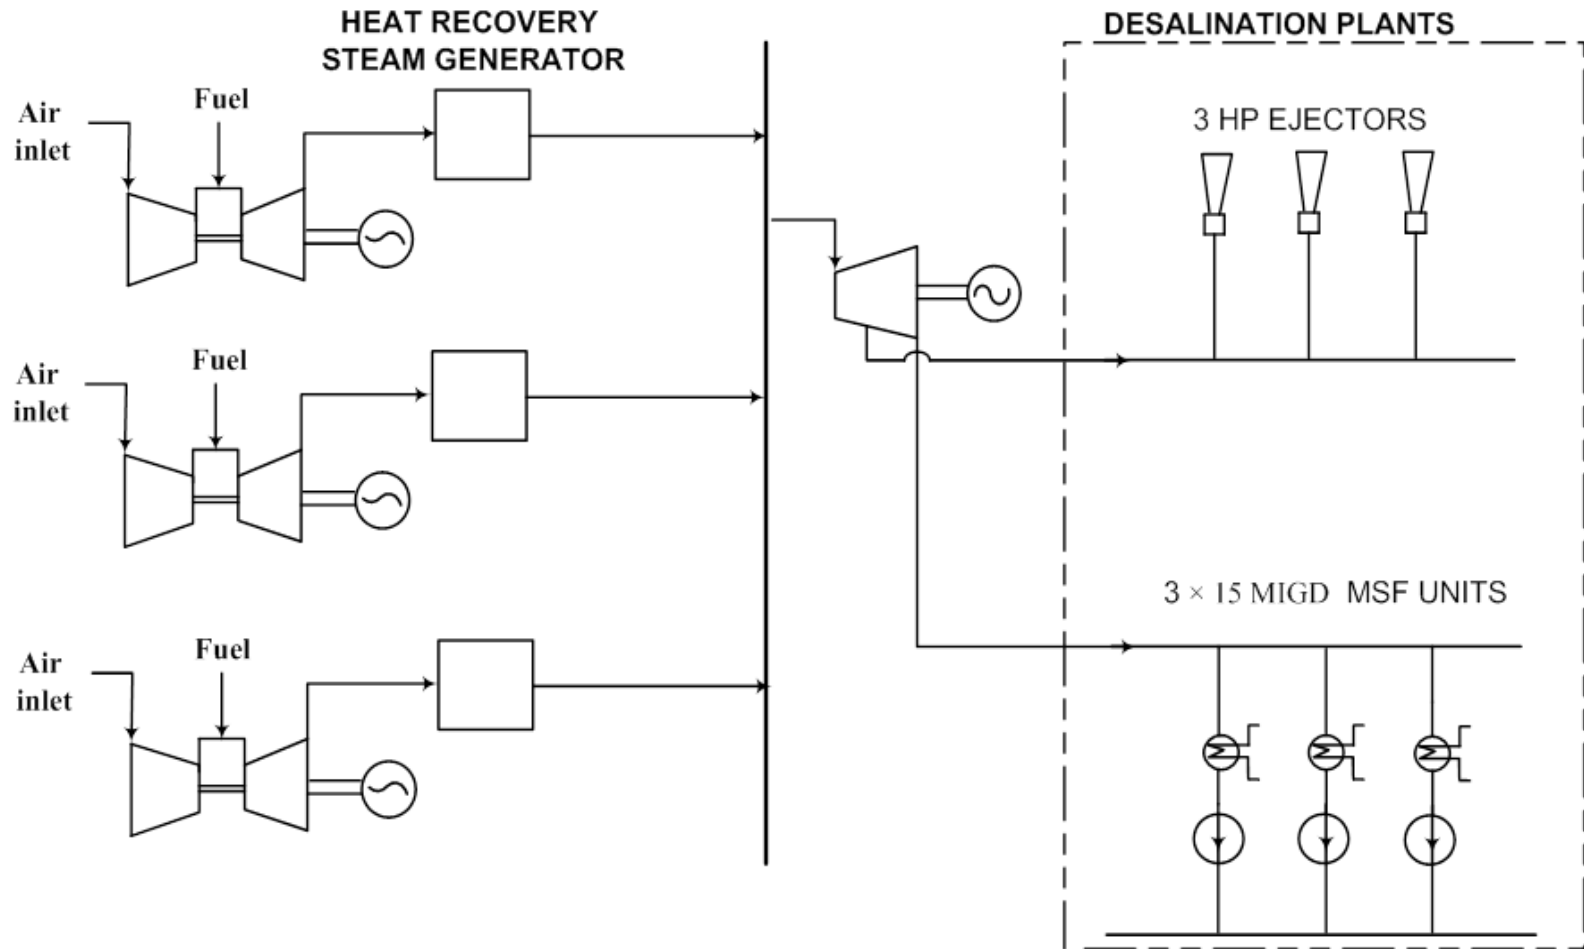 HEAT RECOVERY
STEAM GENERATOR
DESALINATION PLANTS
Air
inlet
Fuel
3 HP EJECTORS
Air
inlet
Fuel
3 × 15 MIGD MSF UNITS
Air
inlet
Fuel